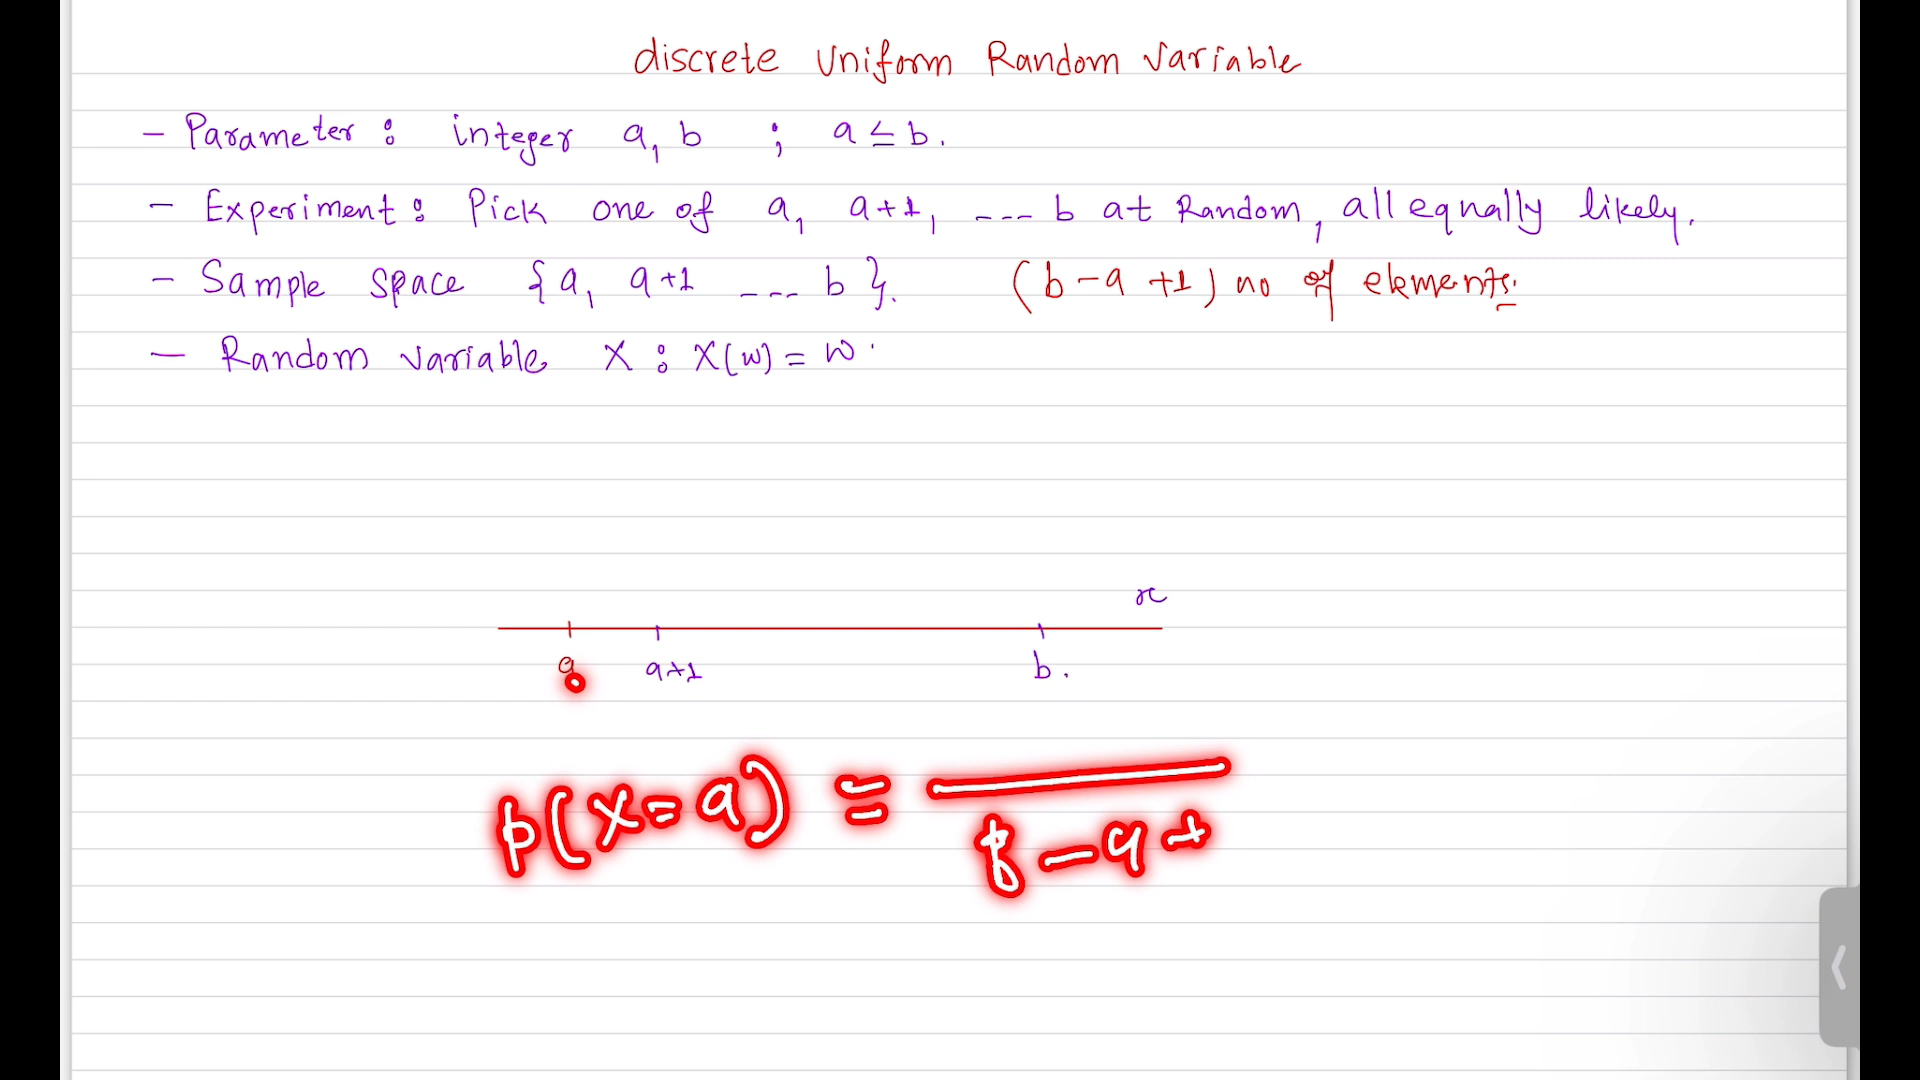 discrete Uniform Random Variable
- Parameter : integer a, b ; a ≤ b.
- Experiment : Pick one of a, a+1, ---- b at Random, all equally likely.
- Sample space {a, a+1 ---- b}. (b-a+1) no of elements.
- Random variable X : X(w) = w.
x
a a+1 b.
p(X=a) =
b-a+